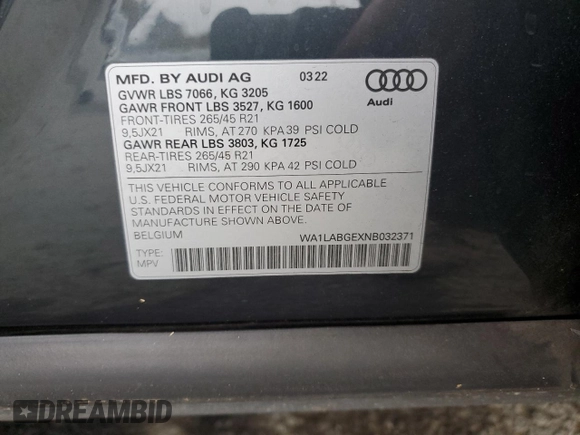 MFD. BY AUDI AG 03 22
GVWR LBS 7066, KG 3205
GAWR FRONT LBS 3527, KG 1600
FRONT-TIRES 265/45 R21
9,5JX21 RIMS, AT 270 KPA 39 PSI COLD
GAWR REAR LBS 3803, KG 1725
REAR-TIRES 265/45 R21
9,5JX21 RIMS, AT 290 KPA 42 PSI COLD
Audi
THIS VEHICLE CONFORMS TO ALL APPLICABLE
U.S. FEDERAL MOTOR VEHICLE SAFETY
STANDARDS IN EFFECT ON THE DATE OF
MANUFACTURE SHOWN ABOVE.
BELGIUM WA1LABGEXNB032371
TYPE:
MPV
DREAMBID